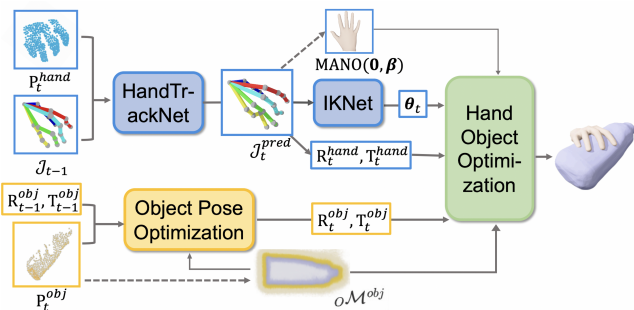 P_t^{hand}
𝒥_{t-1}
HandTr-
ackNet
𝒥_t^{pred}
MANO(0, β)
IKNet
θ_t
R_t^{hand}, T_t^{hand}
Hand
Object
Optimi-
zation
R_{t-1}^{obj}, T_{t-1}^{obj}
P_t^{obj}
Object Pose
Optimization
R_t^{obj}, T_t^{obj}
_Oℳ^{obj}